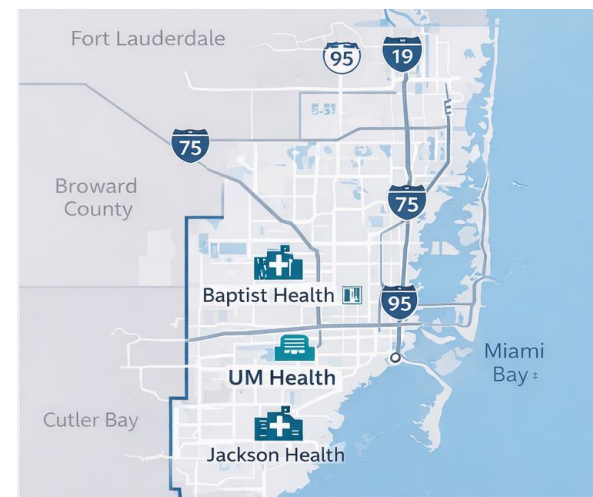 Fort Lauderdale
95
19
75
Broward
County
75
Baptist Health
95
UM Health
Miami
Bay
Cutler Bay
Jackson Health